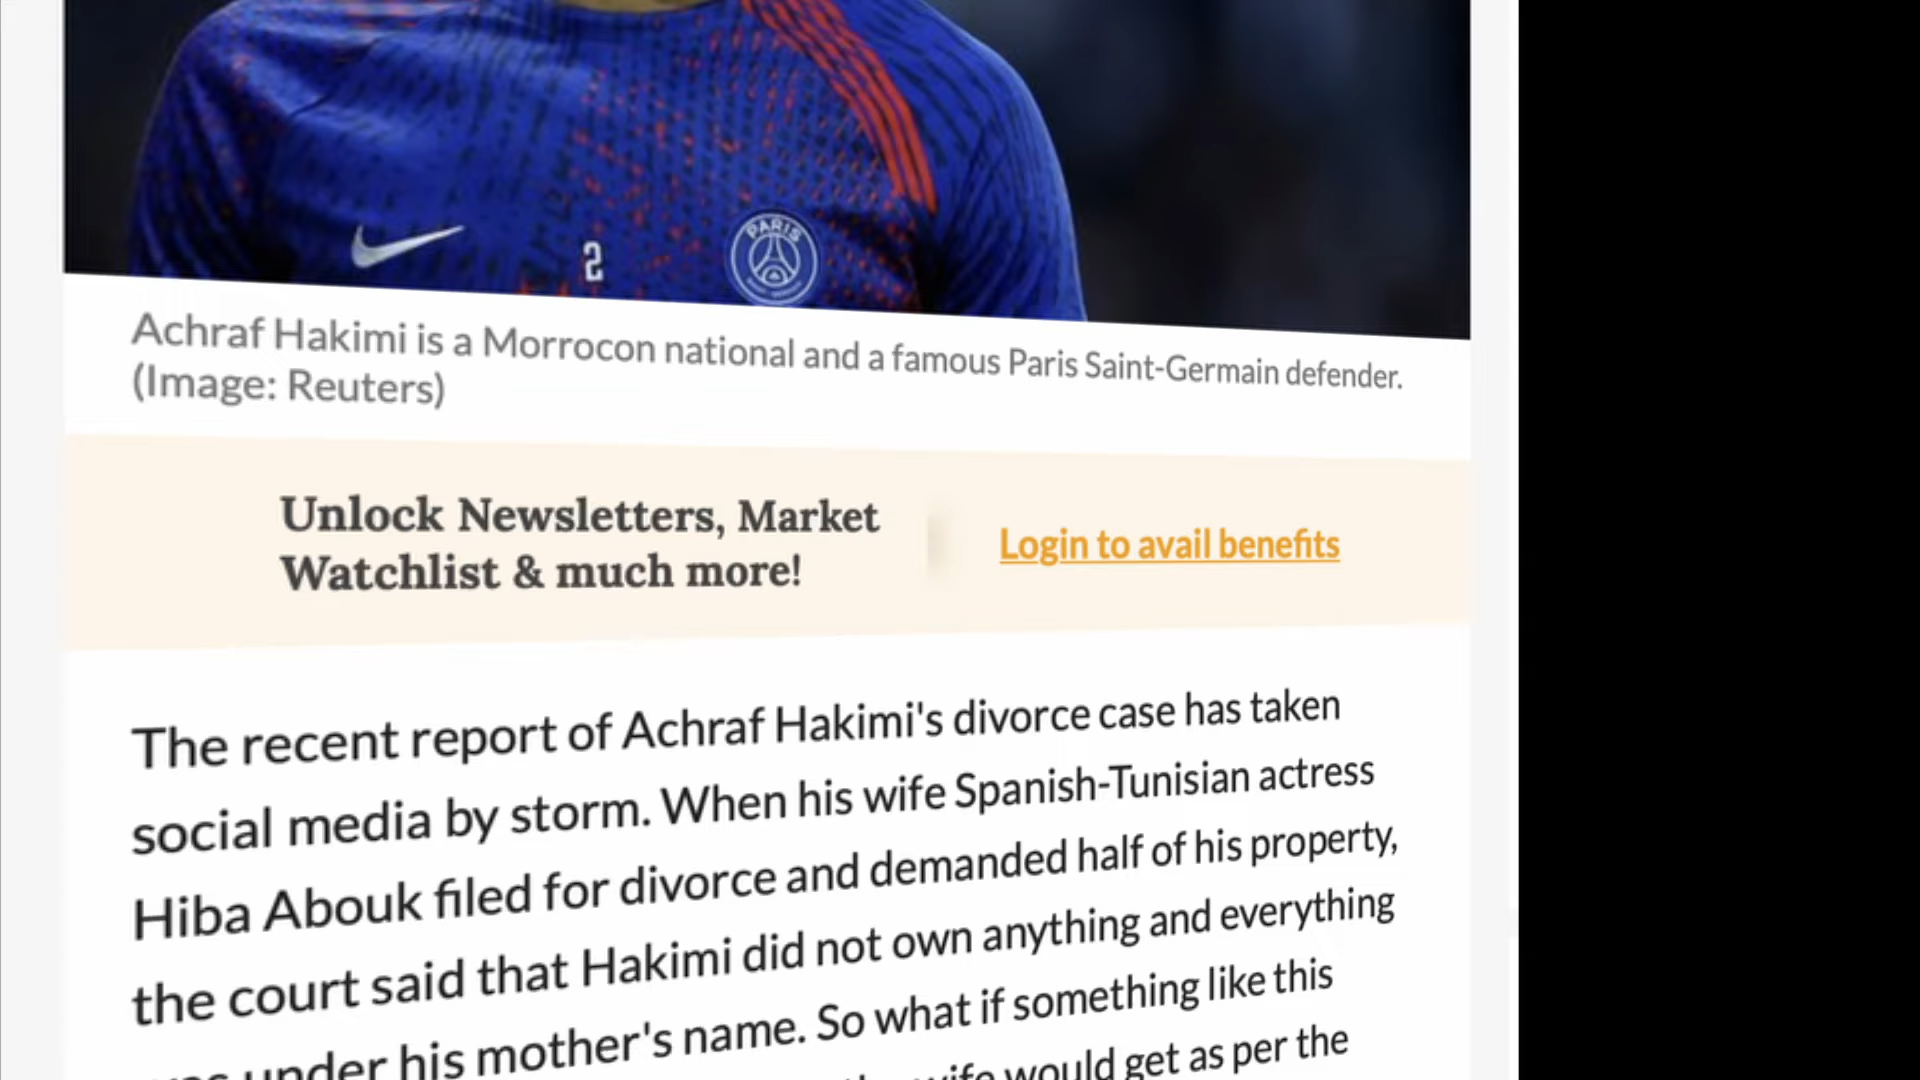 2
PARIS
Achraf Hakimi is a Morrocon national and a famous Paris Saint-Germain defender.
(Image: Reuters)
Unlock Newsletters, Market
Watchlist & much more!
Login to avail benefits
The recent report of Achraf Hakimi's divorce case has taken
social media by storm. When his wife Spanish-Tunisian actress
Hiba Abouk filed for divorce and demanded half of his property,
the court said that Hakimi did not own anything and everything
was under his mother's name. So what if something like this
wife would get as per the